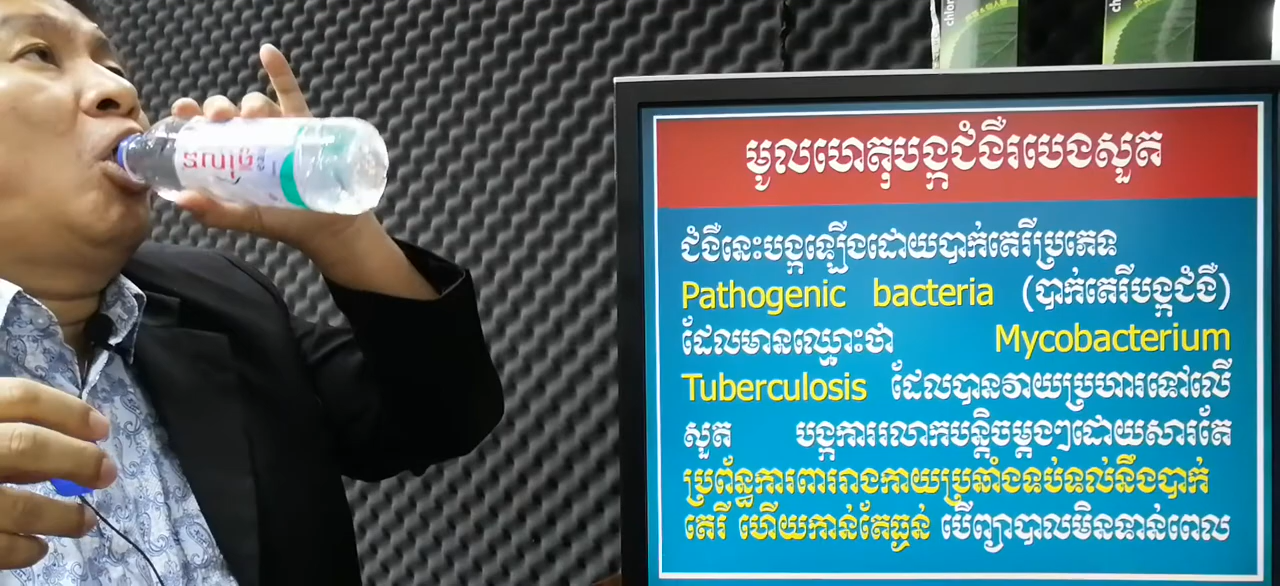 មូលហេតុបង្កជំងឺរបេងសួត
ជំងឺនេះបង្កឡើងដោយបាក់តេរីប្រភេទ
Pathogenic bacteria (បាក់តេរីបង្កជំងឺ)
ដែលមានឈ្មោះថា Mycobacterium
Tuberculosis ដែលបានវាយប្រហារទៅលើ
សួត បង្កការរលាកបន្តិចម្តងៗដោយសារតែ
ប្រព័ន្ធការពាររាងកាយប្រឆាំងទប់ទល់នឹងបាក់
តេរី ហើយកាន់តែធ្ងន់ បើព្យាបាលមិនទាន់ពេល